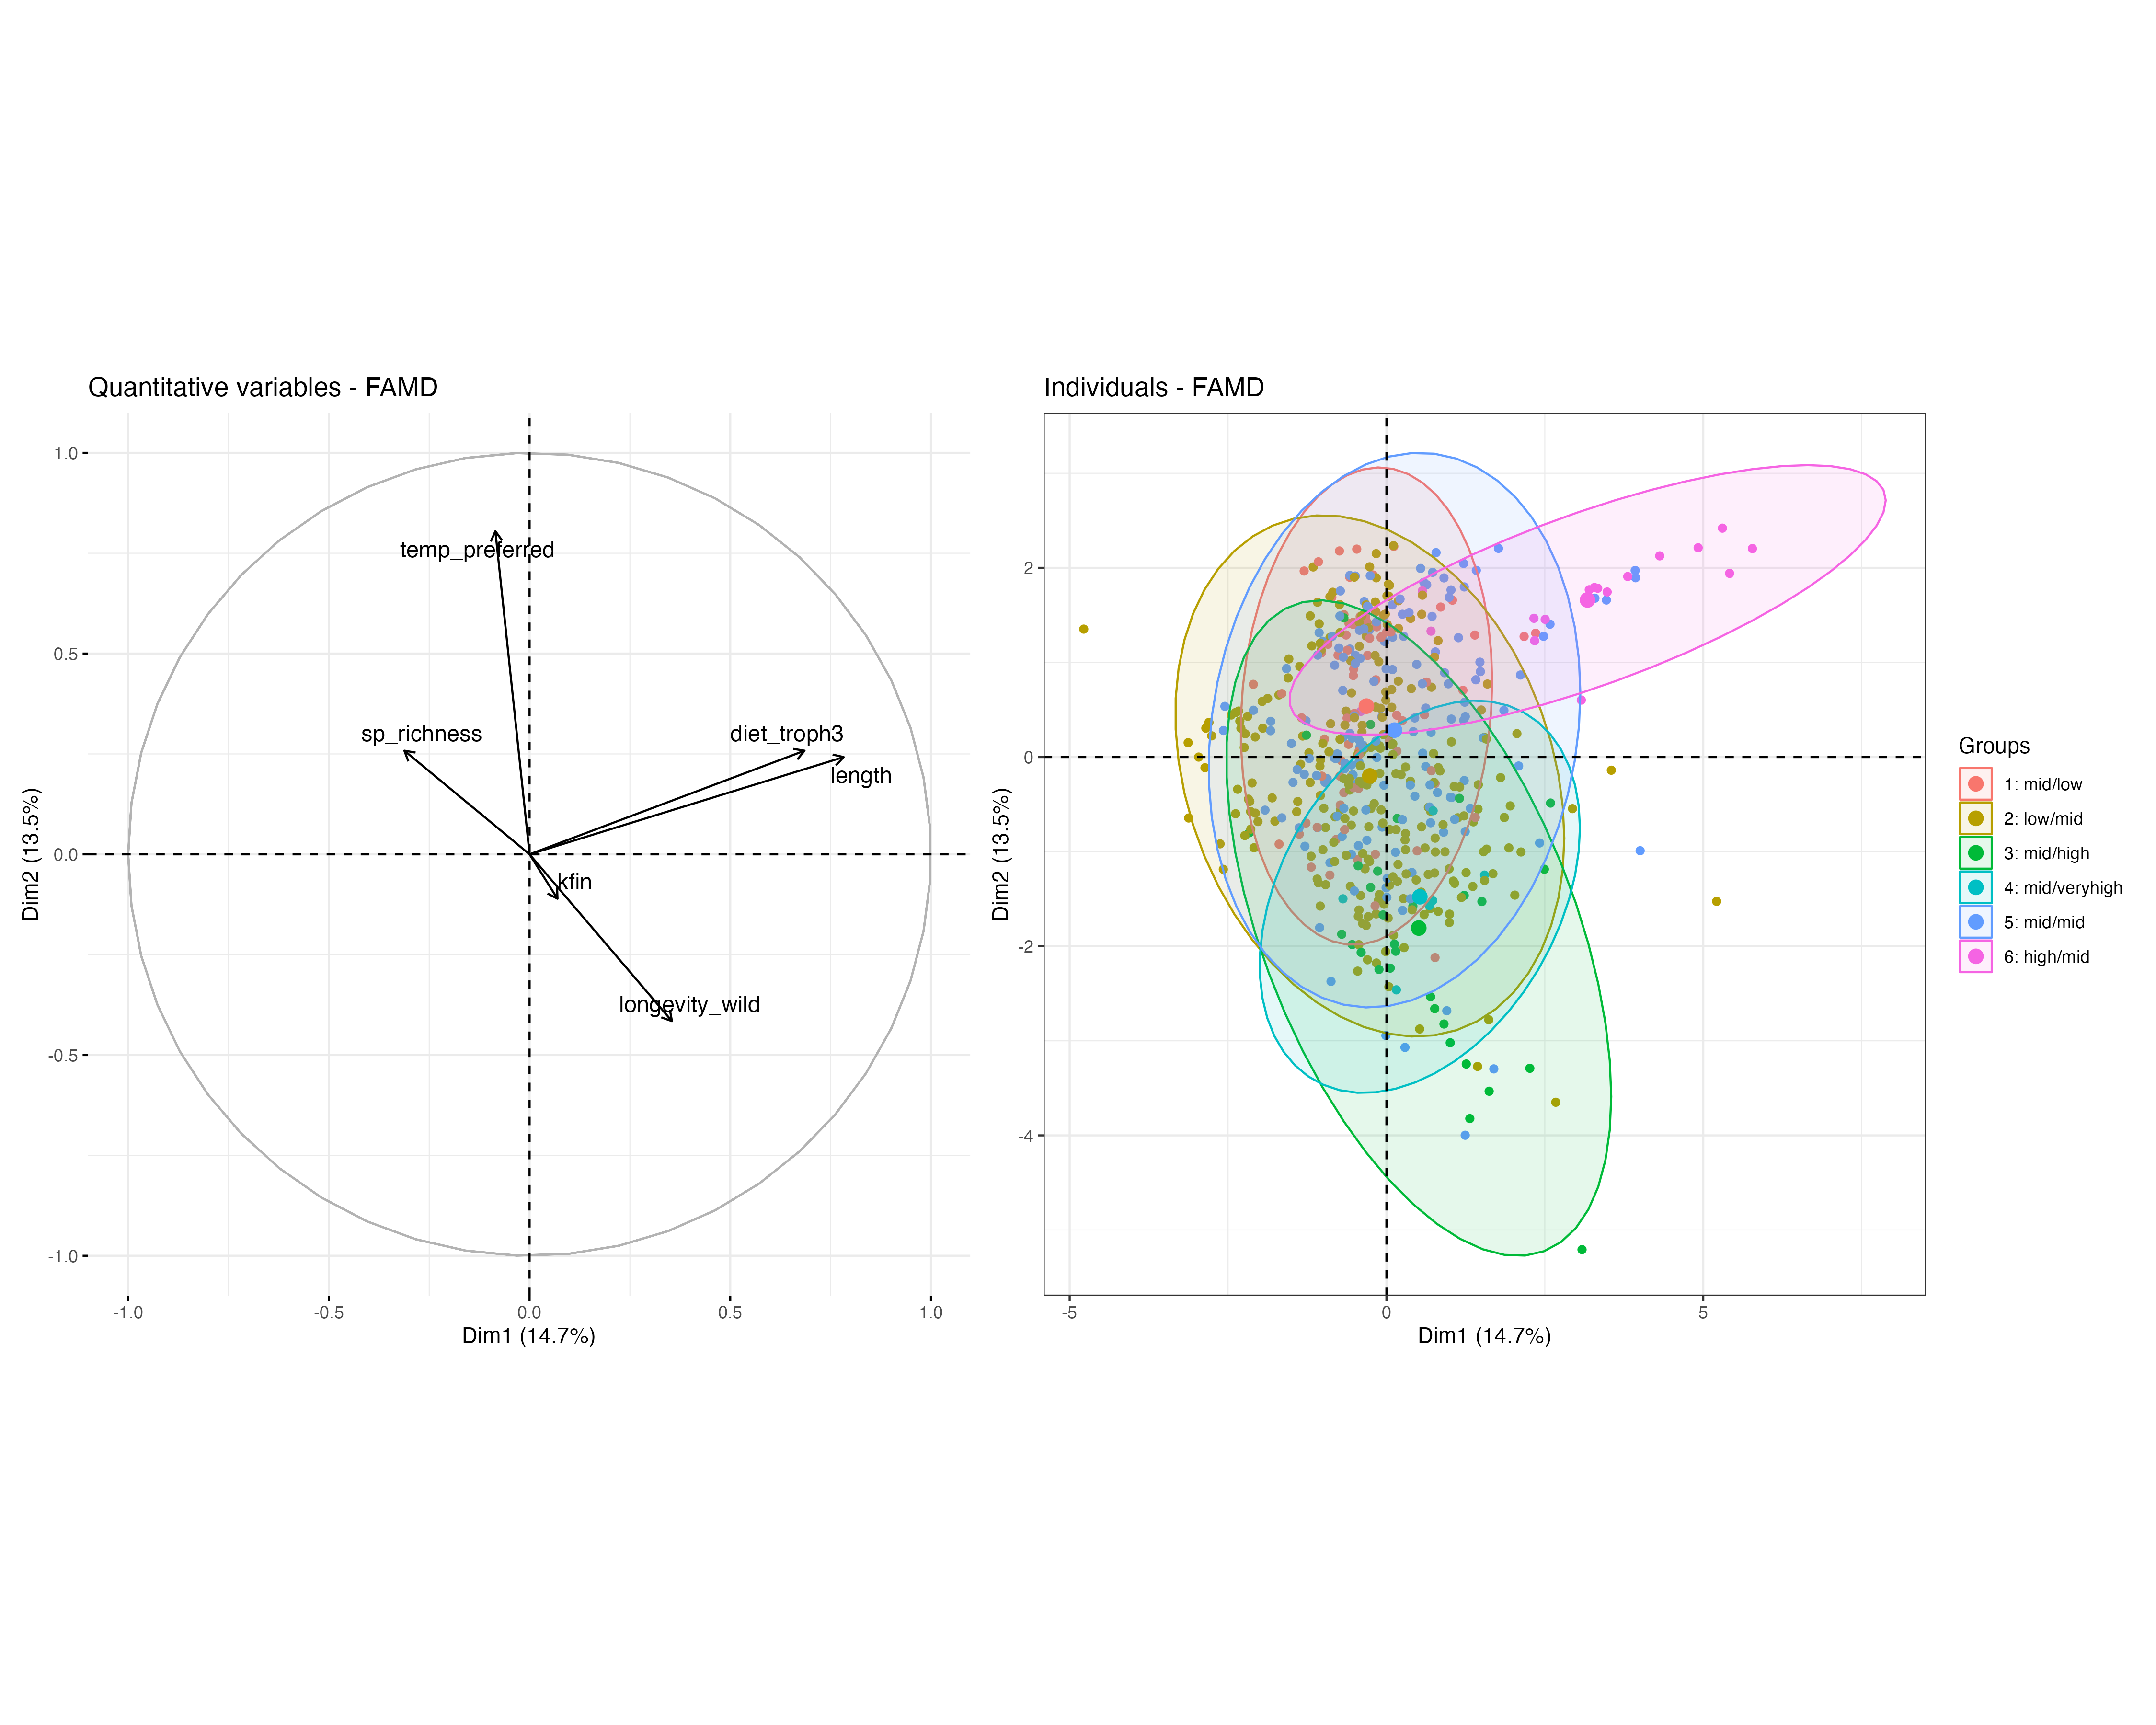 Quantitative variables - FAMD
1.0
0.5
0.0
-0.5
-1.0
Dim2 (13.5%)
temp_preferred
sp_richness
diet_troph3
length
kfin
longevity_wild
-1.0
-0.5
0.0
0.5
1.0
Dim1 (14.7%)
Individuals - FAMD
2
0
-2
-4
Dim2 (13.5%)
-5
0
5
Dim1 (14.7%)
Groups
1: mid/low
2: low/mid
3: mid/high
4: mid/veryhigh
5: mid/mid
6: high/mid